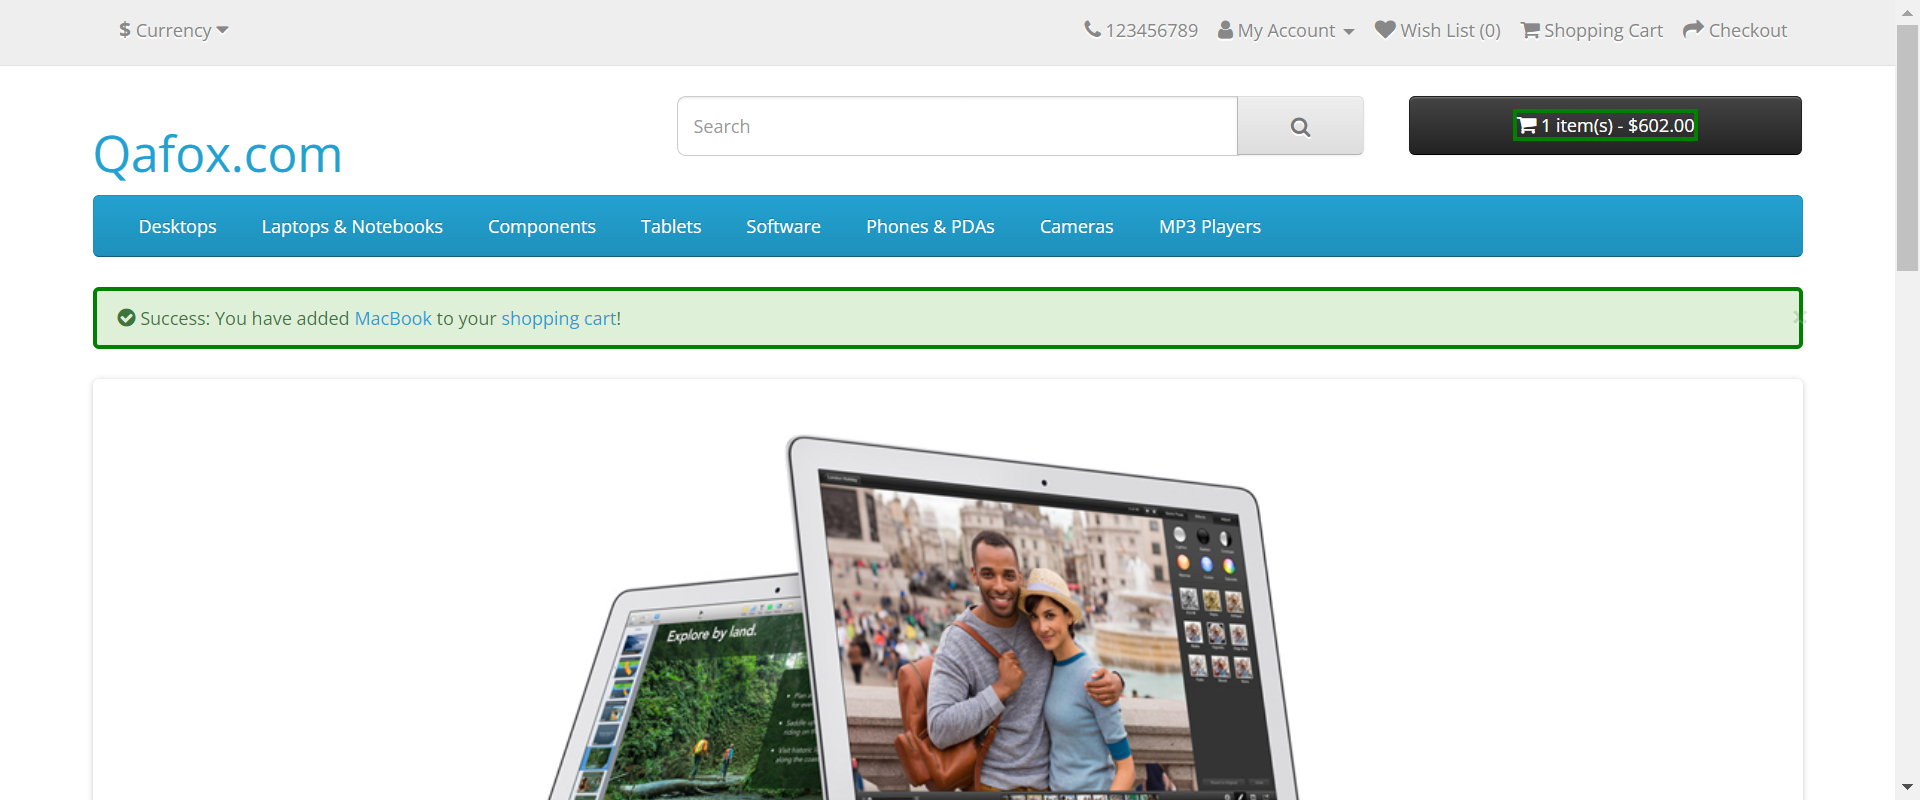 $ Currency
123456789 My Account Wish List (0) Shopping Cart Checkout
Qafox.com
Search
1 item(s) - $602.00
Desktops Laptops & Notebooks Components Tablets Software Phones & PDAs Cameras MP3 Players
Success: You have added MacBook to your shopping cart!
×
Explore by land.